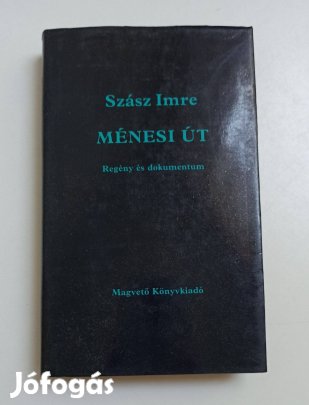 Szász Imre
MÉNESI ÚT
Regény és dokumentum
Magvető Könyvkiadó
Jófogás